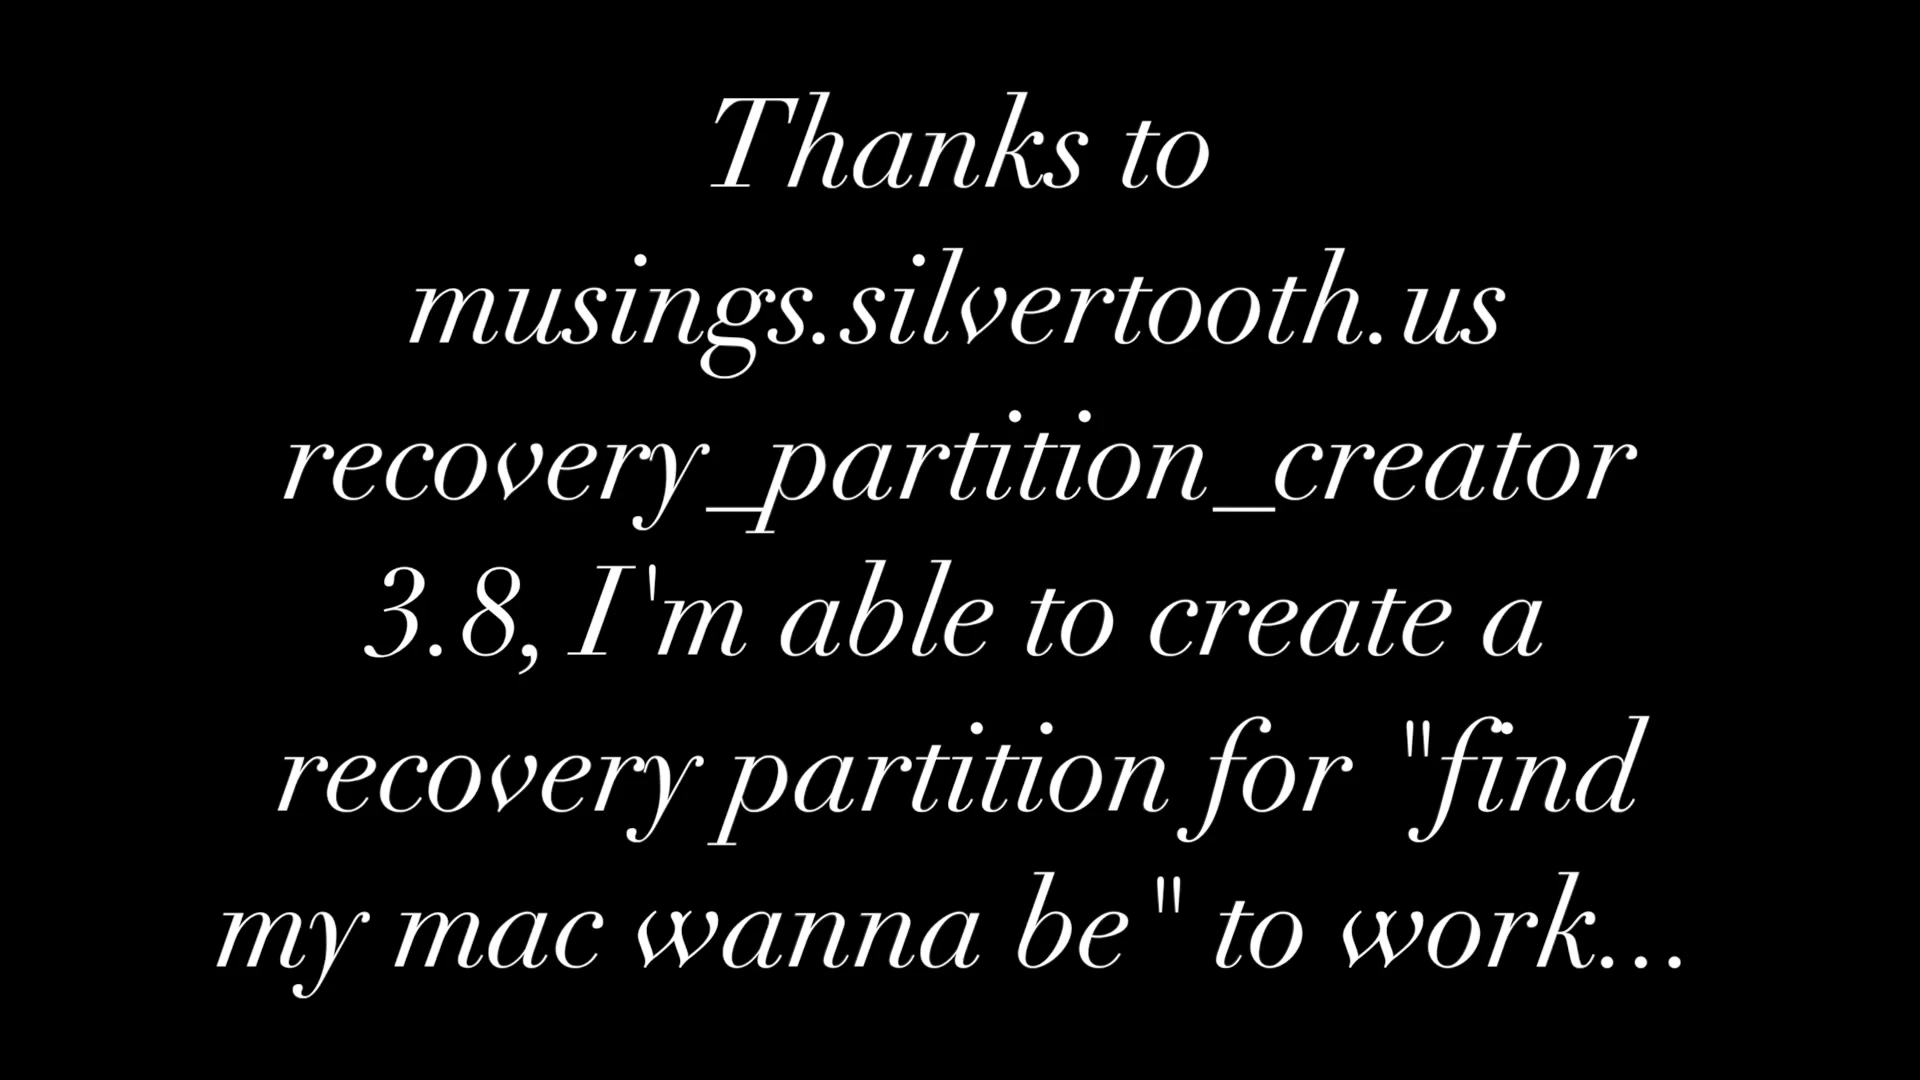 Thanks to
musings.silvertooth.us
recovery_partition_creator
3.8, I'm able to create a
recovery partition for "find
my mac wanna be" to work...